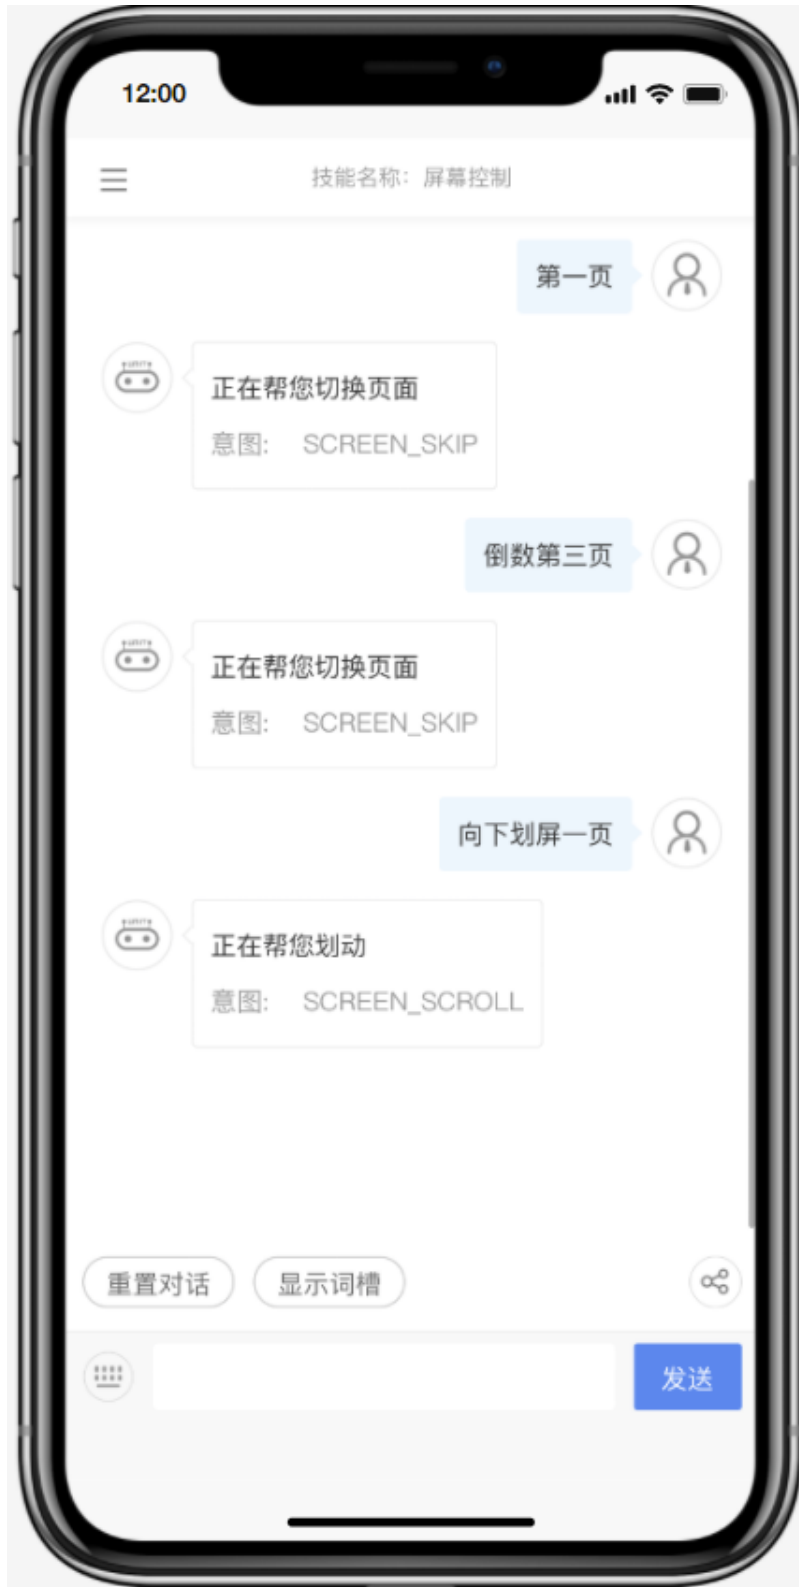 12:00
技能名称：屏幕控制
第一页
正在帮您切换页面
意图： SCREEN_SKIP
倒数第三页
正在帮您切换页面
意图： SCREEN_SKIP
向下划屏一页
正在帮您划动
意图： SCREEN_SCROLL
重置对话 显示词槽
发送